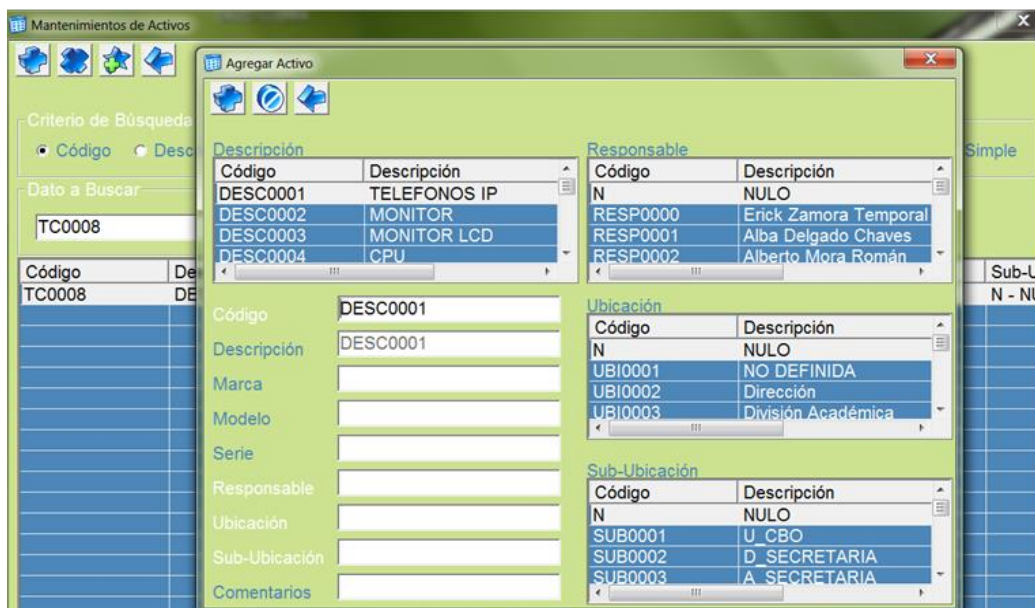 Mantenimientos de Activos
Agregar Activo
Criterio de Búsqueda
Código
Simple
Dato a Buscar
TC0008
Código
Sub-U
TC0008
N - NU
Descripción
Código Descripción
DESC0001 TELEFONOS IP
DESC0002 MONITOR
DESC0003 MONITOR LCD
DESC0004 CPU
Responsable
Código Descripción
N NULO
RESP0000 Erick Zamora Temporal
RESP0001 Alba Delgado Chaves
RESP0002 Alberto Mora Román
Código DESC0001
Descripción DESC0001
Marca
Modelo
Serie
Responsable
Ubicación
Sub-Ubicación
Comentarios
Ubicación
Código Descripción
N NULO
UBI0001 NO DEFINIDA
UBI0002 Dirección
UBI0003 División Académica
Sub-Ubicación
Código Descripción
N NULO
SUB0001 U_CBO
SUB0002 D_SECRETARIA
SUB0003 A_SECRETARIA